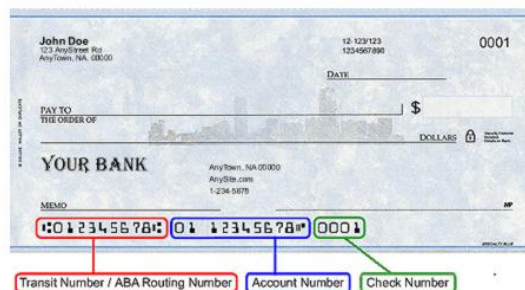 John Doe
123 AnyStreet Rd
AnyTown, NA. 00000
12-123/123
1234567890
0001
DATE
PAY TO
THE ORDER OF
$
DOLLARS
YOUR BANK
AnyTown, NA 00000
AnySite.com
1-234-5678
MEMO
MP
⑆012345678⑆ 01 12345678⑈ 0001
Transit Number / ABA Routing Number
Account Number
Check Number